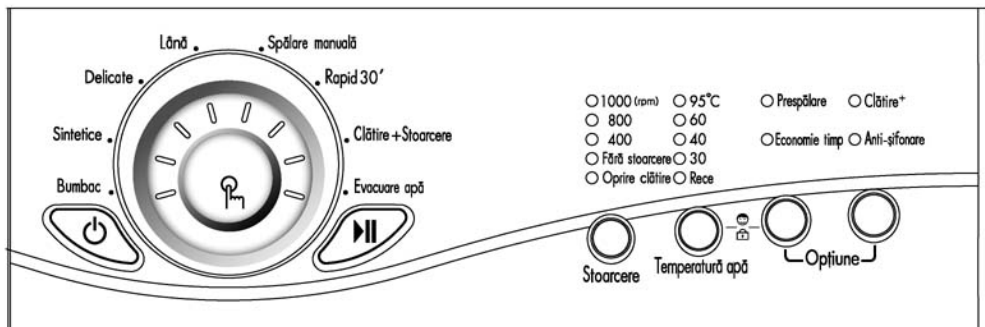 Lână
Spălare manuală
Delicate
Rapid 30′
Sintetice
Clătire+Stoarcere
Bumbac
Evacuare apă
1000 (rpm)
800
400
Fără stoarcere
Oprire clătire
95°C
60
40
30
Rece
Prespălare
Clătire+
Economie timp
Anti-șifonare
Stoarcere
Temperatură apă
Opțiune